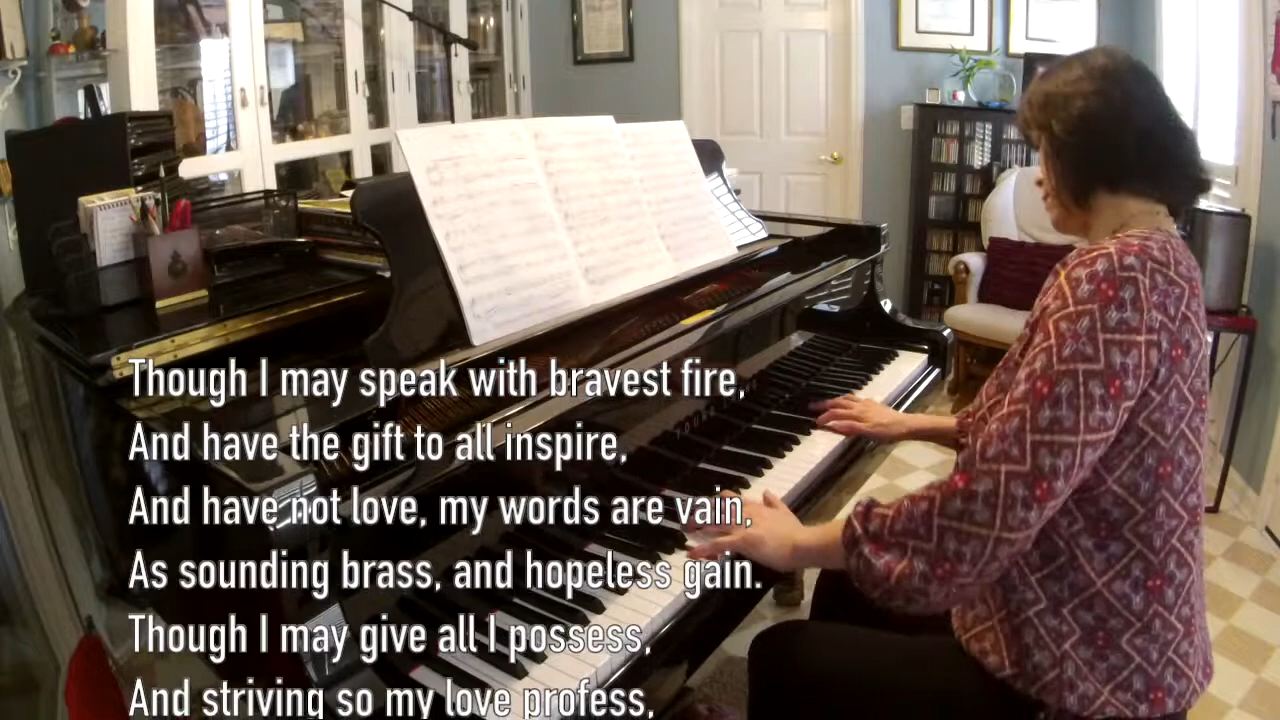 Though I may speak with bravest fire,
And have the gift to all inspire,
And have not love, my words are vain,
As sounding brass, and hopeless gain.
Though I may give all I possess,
And striving so my love profess,